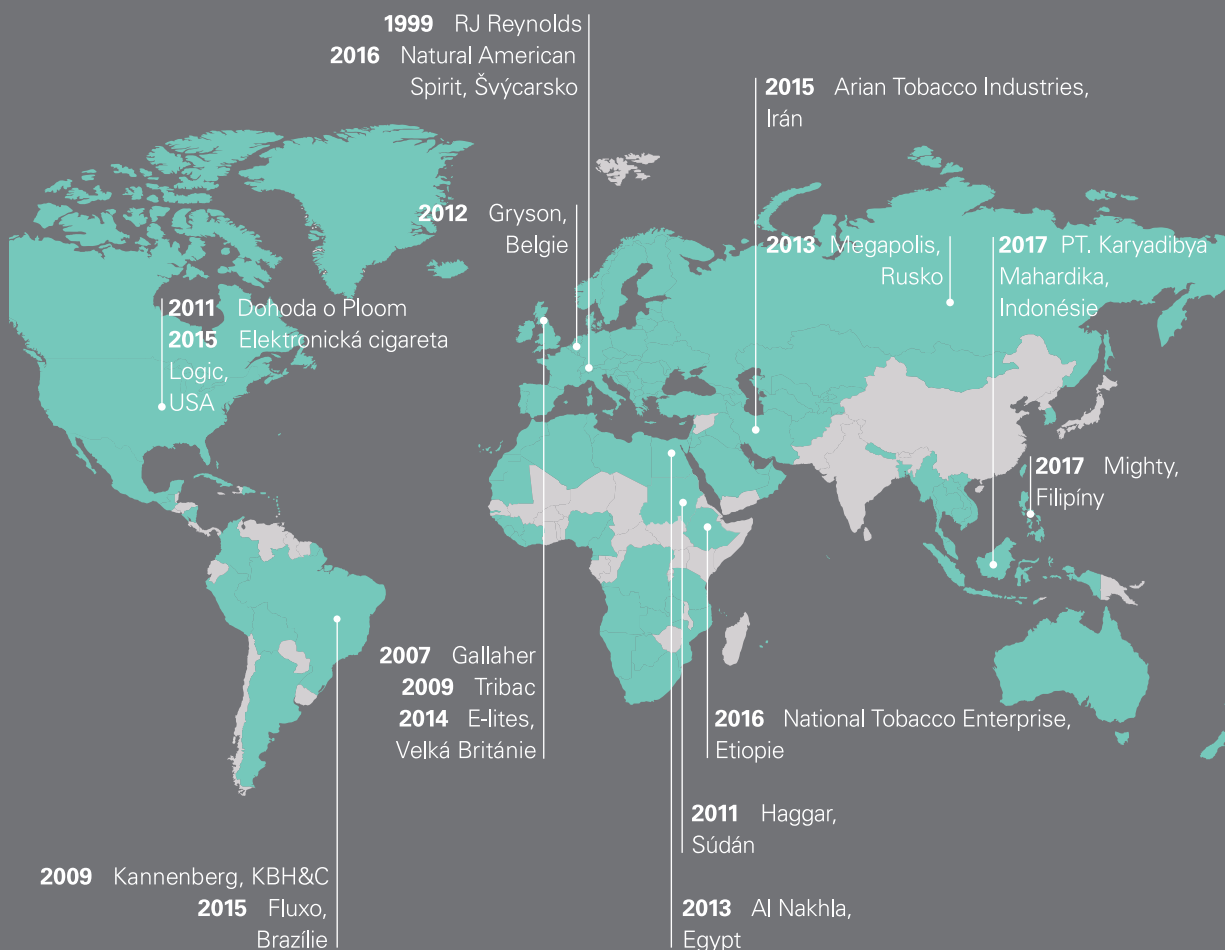 1999 RJ Reynolds
2016 Natural American
Spirit, Švýcarsko
2015 Arian Tobacco Industries,
Irán
2012 Gryson,
Belgie
2013 Megapolis,
Rusko
2017 PT. Karyadibya
Mahardika,
Indonésie
2011 Dohoda o Ploom
2015 Elektronická cigareta
Logic,
USA
2017 Mighty,
Filipíny
2007 Gallaher
2009 Tribac
2014 E-lites,
Velká Británie
2016 National Tobacco Enterprise,
Etiopie
2011 Haggar,
Súdán
2009 Kannenberg, KBH&C
2015 Fluxo,
Brazílie
2013 Al Nakhla,
Egypt